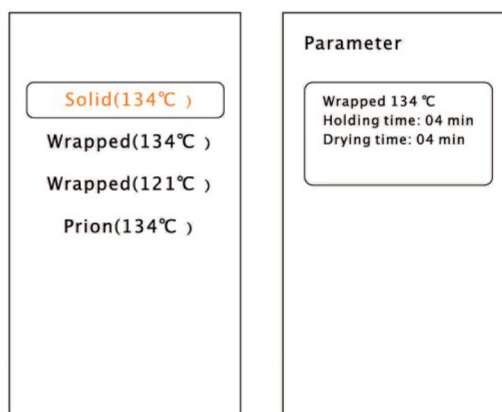 Solid(134℃ )
Wrapped(134℃ )
Wrapped(121℃ )
Prion(134℃ )
Parameter
Wrapped 134 ℃
Holding time: 04 min
Drying time: 04 min